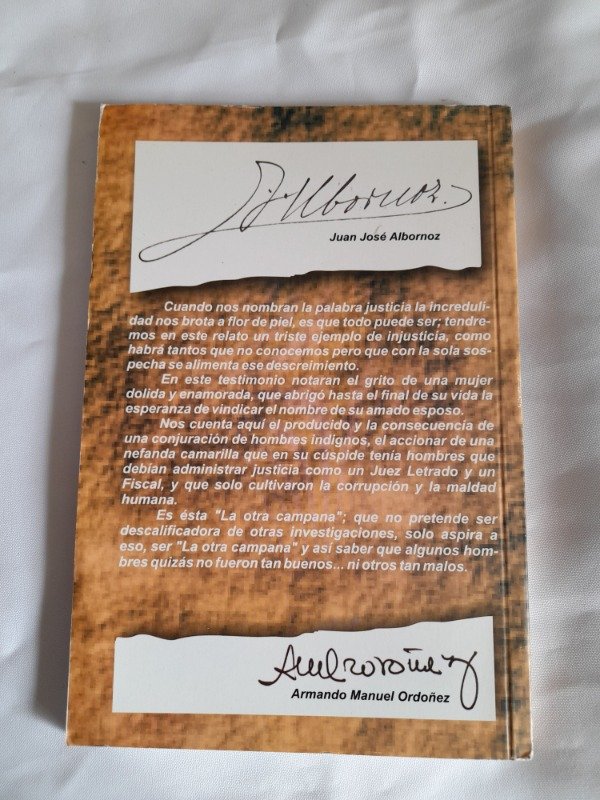 J. J. Albornoz.
Juan José Albornoz
Cuando nos nombran la palabra justicia la increduli-
dad nos brota a flor de piel, es que todo puede ser; tendre-
mos en este relato un triste ejemplo de injusticia, como
habrá tantos que no conocemos pero que con la sola sos-
pecha se alimenta ese descreimiento.
En este testimonio notaran el grito de una mujer
dolida y enamorada, que abrigó hasta el final de su vida la
esperanza de vindicar el nombre de su amado esposo.
Nos cuenta aquí el producido y la consecuencia de
una conjuración de hombres indignos, el accionar de una
nefanda camarilla que en su cúspide tenía hombres que
debían administrar justicia como un Juez Letrado y un
Fiscal, y que solo cultivaron la corrupción y la maldad
humana.
Es ésta "La otra campana"; que no pretende ser
descalificadora de otras investigaciones, solo aspira a
eso, ser "La otra campana" y así saber que algunos hom-
bres quizás no fueron tan buenos... ni otros tan malos.
Armando Manuel Ordoñez